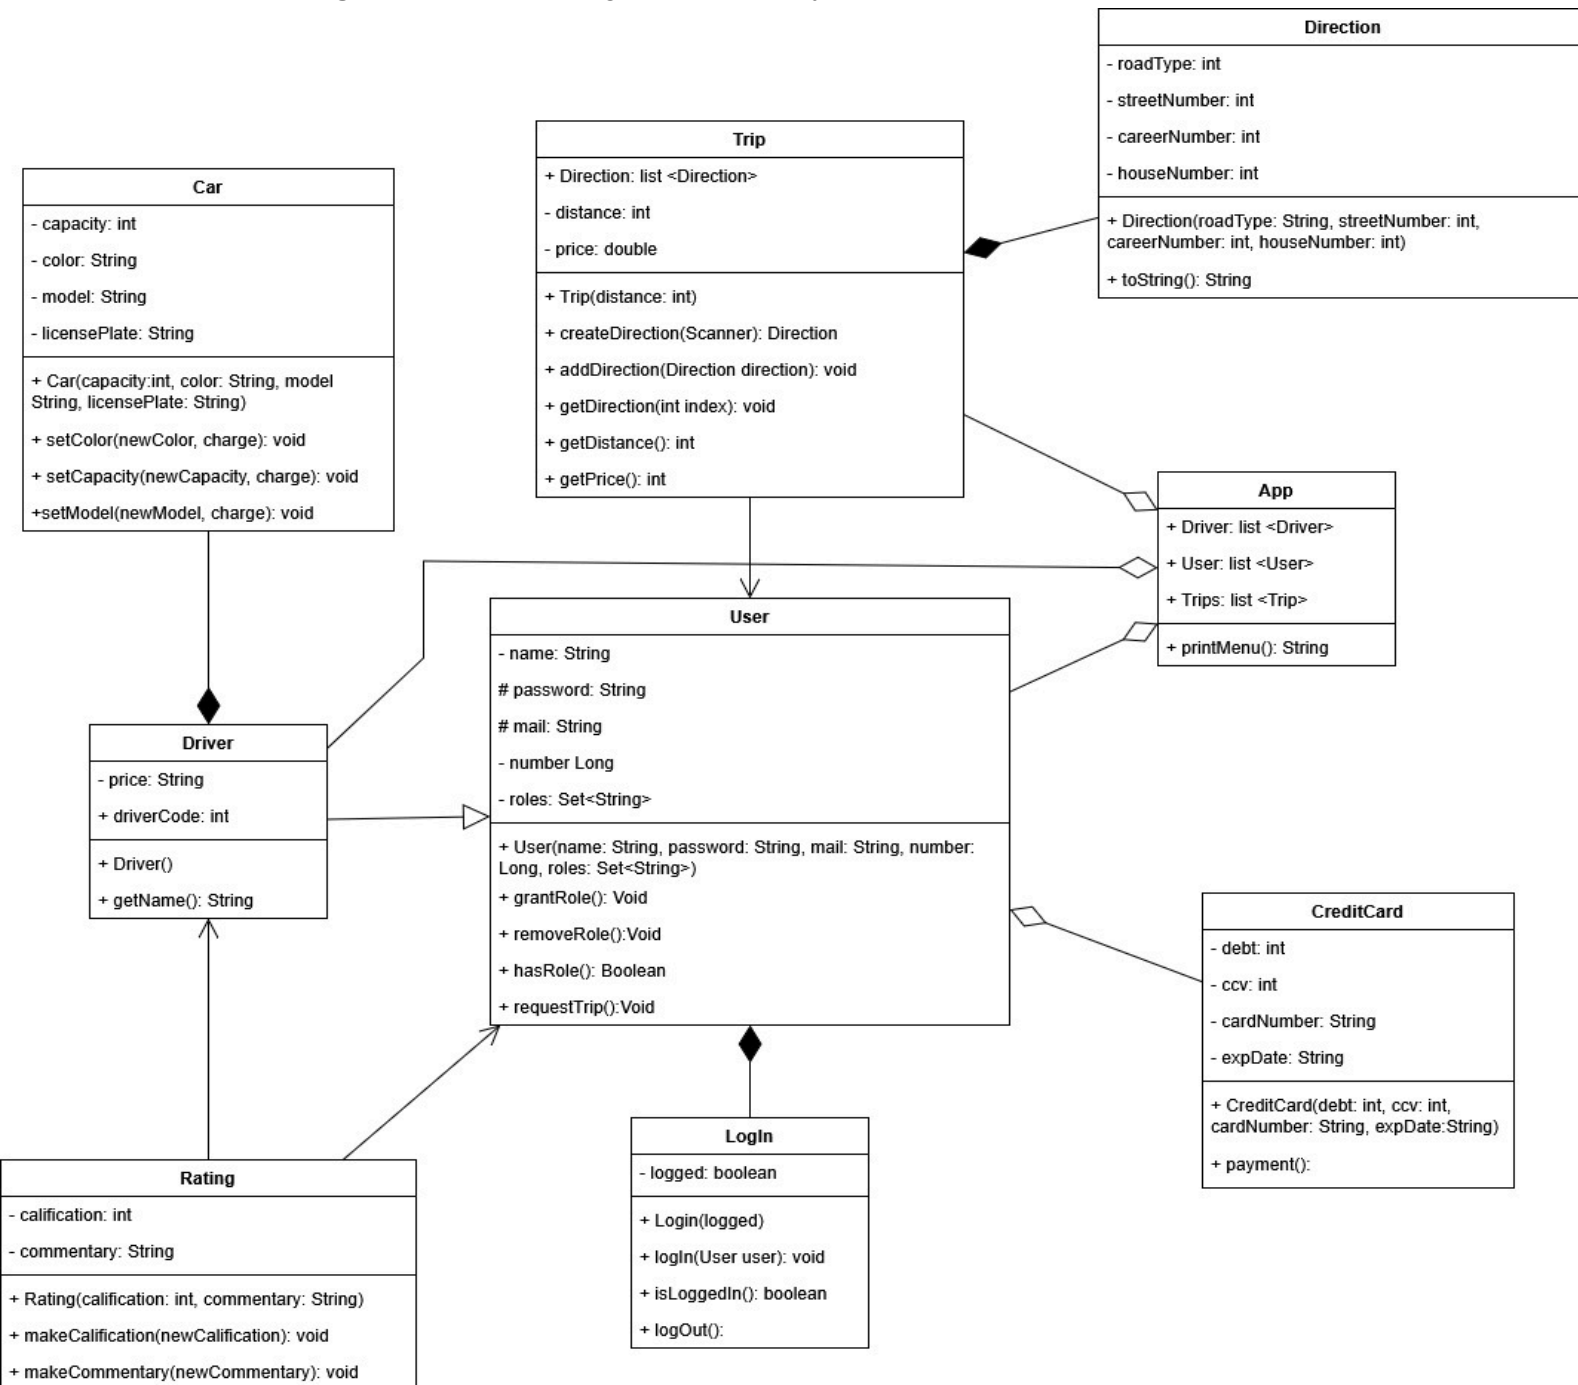 Direction
- roadType: int
- streetNumber: int
- careerNumber: int
- houseNumber: int
+ Direction(roadType: String, streetNumber: int,
careerNumber: int, houseNumber: int)
+ toString(): String
Trip
+ Direction: list <Direction>
- distance: int
- price: double
+ Trip(distance: int)
+ createDirection(Scanner): Direction
+ addDirection(Direction direction): void
+ getDirection(int index): void
+ getDistance(): int
+ getPrice(): int
Car
- capacity: int
- color: String
- model: String
- licensePlate: String
+ Car(capacity:int, color: String, model
String, licensePlate: String)
+ setColor(newColor, charge): void
+ setCapacity(newCapacity, charge): void
+setModel(newModel, charge): void
App
+ Driver: list <Driver>
+ User: list <User>
+ Trips: list <Trip>
+ printMenu(): String
User
- name: String
# password: String
# mail: String
- number Long
- roles: Set<String>
+ User(name: String, password: String, mail: String, number:
Long, roles: Set<String>)
+ grantRole(): Void
+ removeRole():Void
+ hasRole(): Boolean
+ requestTrip():Void
Driver
- price: String
+ driverCode: int
+ Driver()
+ getName(): String
CreditCard
- debt: int
- ccv: int
- cardNumber: String
- expDate: String
+ CreditCard(debt: int, ccv: int,
cardNumber: String, expDate:String)
+ payment():
LogIn
- logged: boolean
+ Login(logged)
+ logIn(User user): void
+ isLoggedIn(): boolean
+ logOut():
Rating
- calification: int
- commentary: String
+ Rating(calification: int, commentary: String)
+ makeCalification(newCalification): void
+ makeCommentary(newCommentary): void